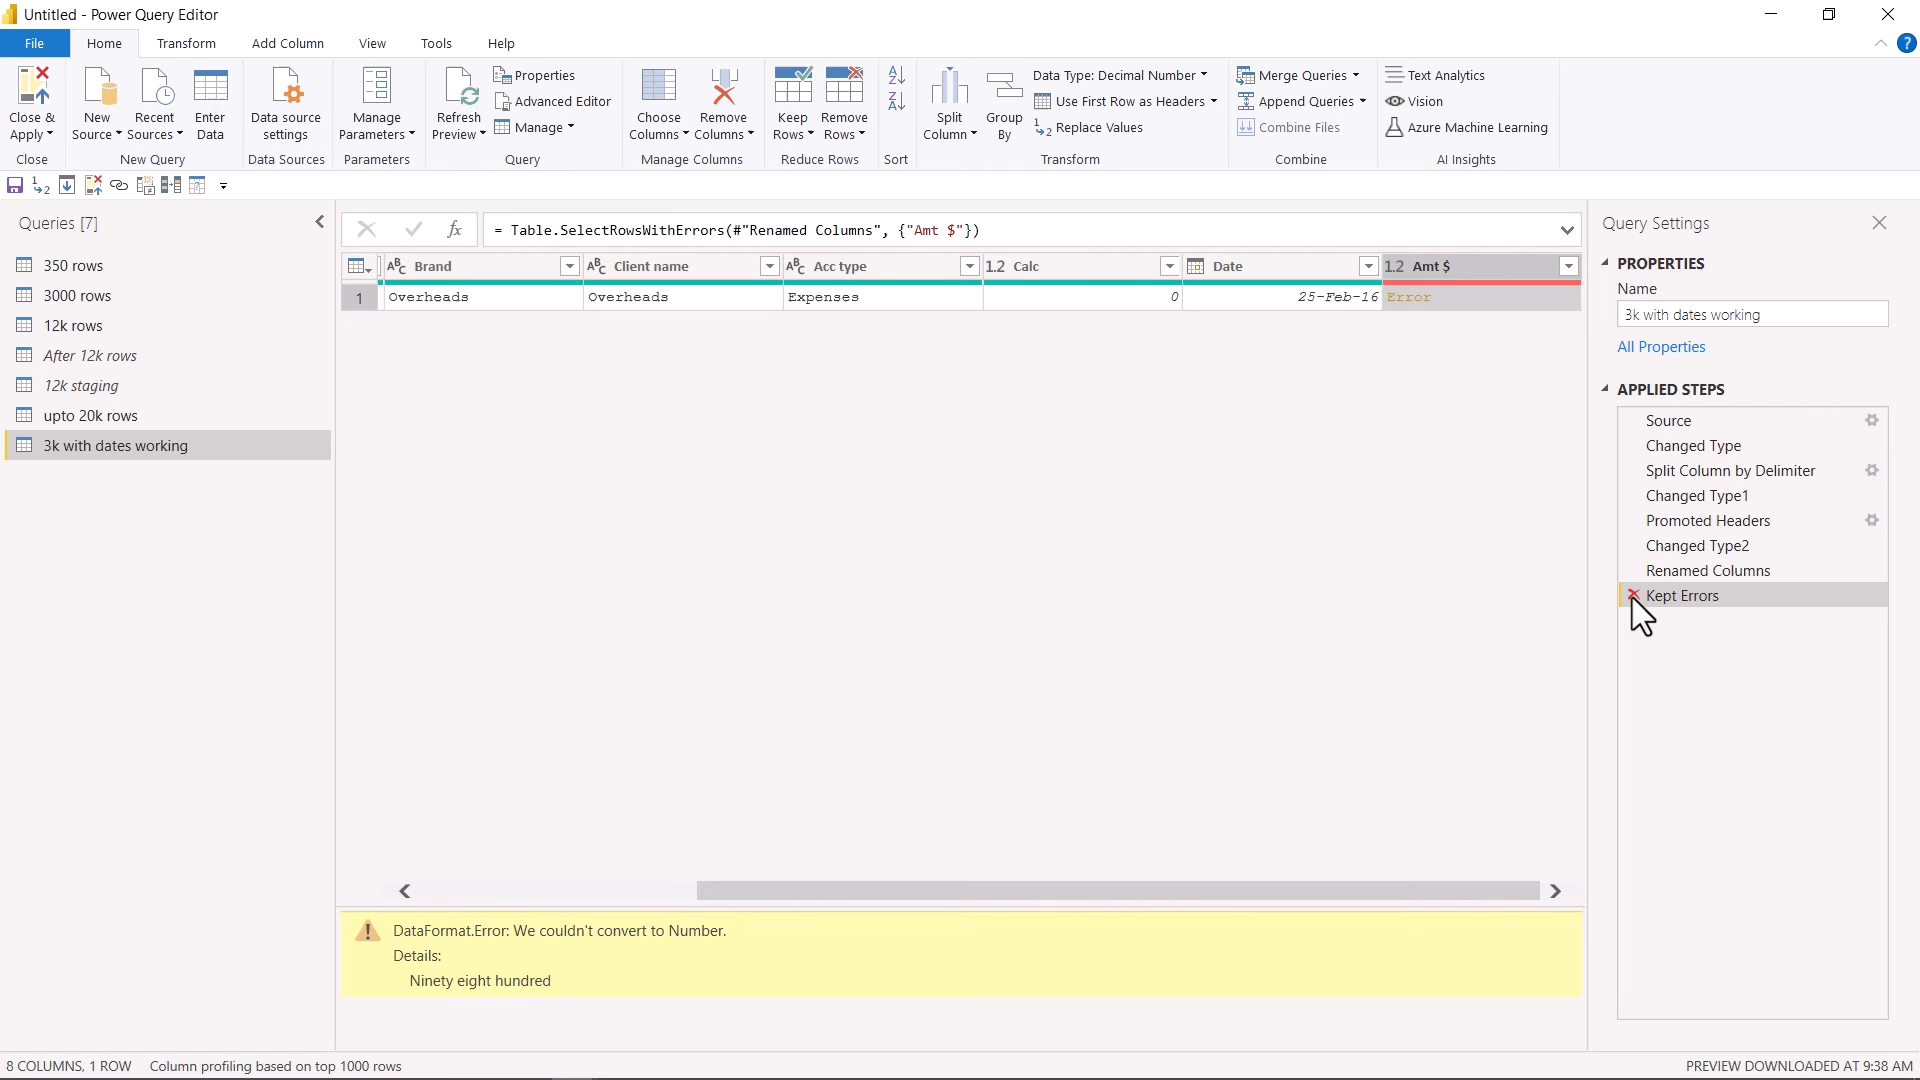 Untitled - Power Query Editor
File Home Transform Add Column View Tools Help
Close & Apply
Close
New Source
Recent Sources
Enter Data
New Query
Data source settings
Data Sources
Manage Parameters
Parameters
Refresh Preview
Properties
Advanced Editor
Manage
Query
Choose Columns
Remove Columns
Manage Columns
Keep Rows
Remove Rows
Reduce Rows
A Z
Z A
Sort
Split Column
Group By
Data Type: Decimal Number
Use First Row as Headers
1 2 Replace Values
Transform
Merge Queries
Append Queries
Combine Files
Combine
Text Analytics
Vision
Azure Machine Learning
AI Insights
1 2
Queries [7]
350 rows
3000 rows
12k rows
After 12k rows
12k staging
upto 20k rows
3k with dates working
fx = Table.SelectRowsWithErrors(#"Renamed Columns", {"Amt $"})
ABC Brand ABC Client name ABC Acc type 1.2 Calc Date 1.2 Amt $
1 Overheads Overheads Expenses 0 25-Feb-16 Error
DataFormat.Error: We couldn't convert to Number.
Details:
Ninety eight hundred
Query Settings
PROPERTIES
Name
3k with dates working
All Properties
APPLIED STEPS
Source
Changed Type
Split Column by Delimiter
Changed Type1
Promoted Headers
Changed Type2
Renamed Columns
Kept Errors
8 COLUMNS, 1 ROW Column profiling based on top 1000 rows
PREVIEW DOWNLOADED AT 9:38 AM